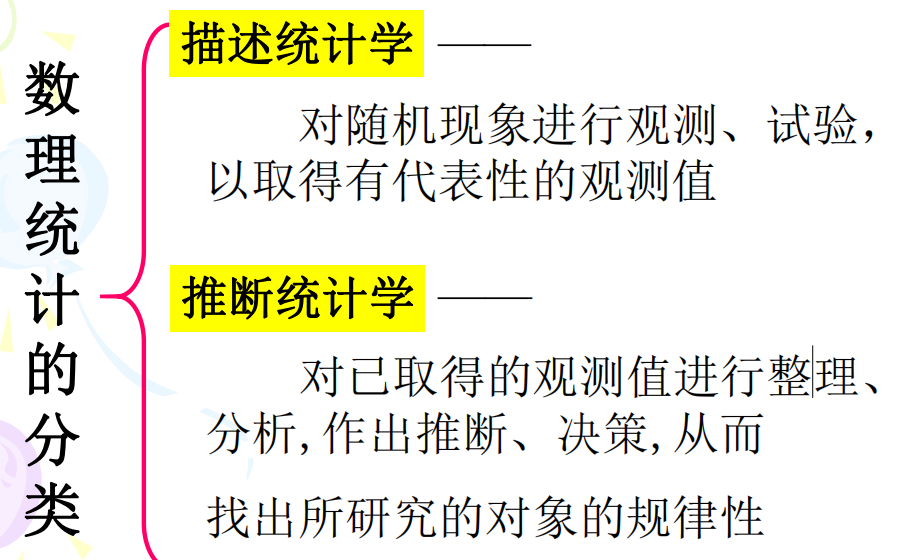 数理统计的分类
描述统计学 ——
对随机现象进行观测、试验，
以取得有代表性的观测值
推断统计学 ——
对已取得的观测值进行整理、
分析,作出推断、决策,从而
找出所研究的对象的规律性